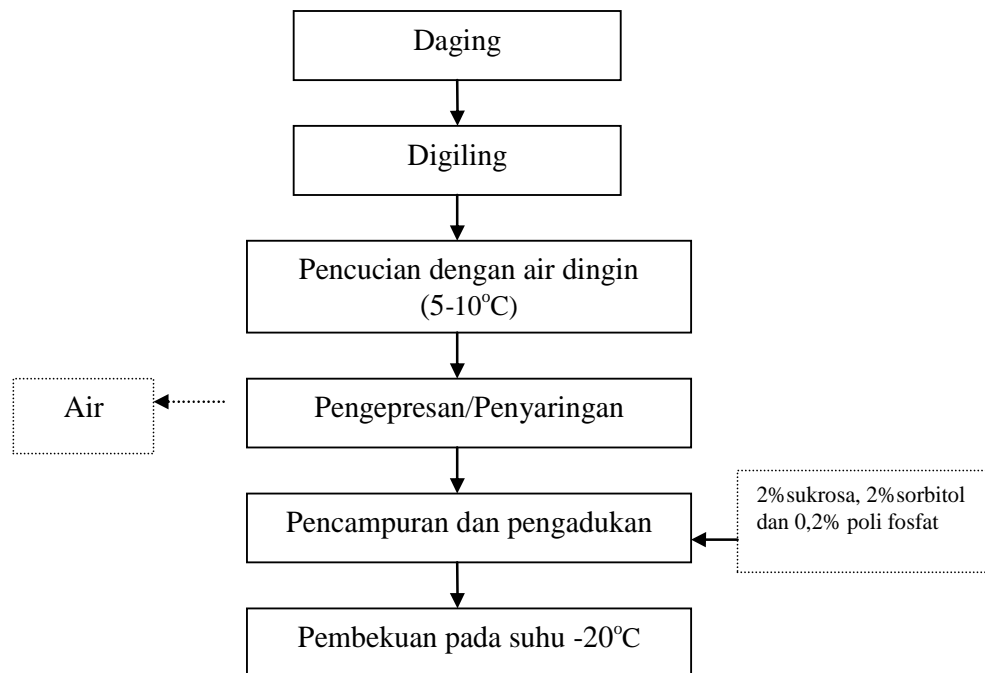 Daging
Digiling
Pencucian dengan air dingin
(5-10°C)
Air
Pengepresan/Penyaringan
Pencampuran dan pengadukan
2%sukrosa, 2%sorbitol
dan 0,2% poli fosfat
Pembekuan pada suhu -20°C